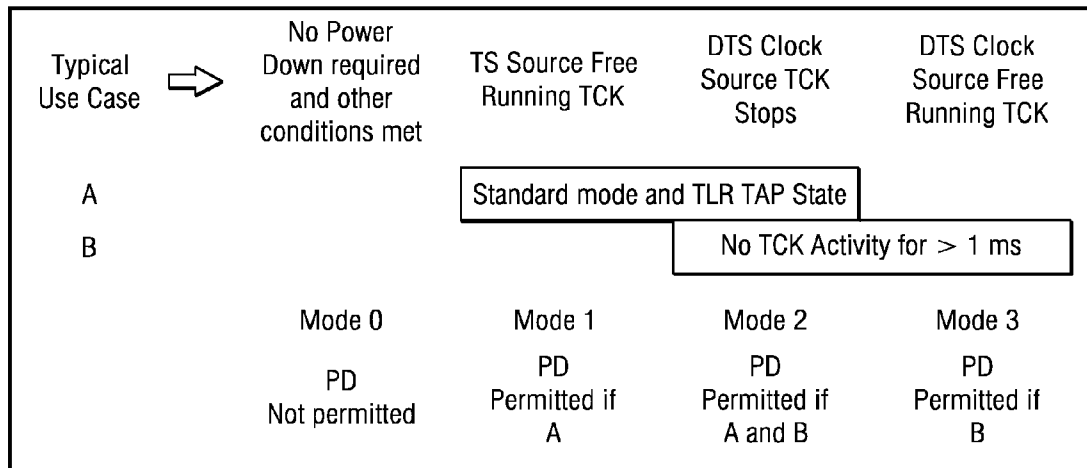 Typical
Use Case
No Power
Down required
and other
conditions met
TS Source Free
Running TCK
DTS Clock
Source TCK
Stops
DTS Clock
Source Free
Running TCK
A
Standard mode and TLR TAP State
B
No TCK Activity for > 1 ms
Mode 0
Mode 1
Mode 2
Mode 3
PD
Not permitted
PD
Permitted if
A
PD
Permitted if
A and B
PD
Permitted if
B